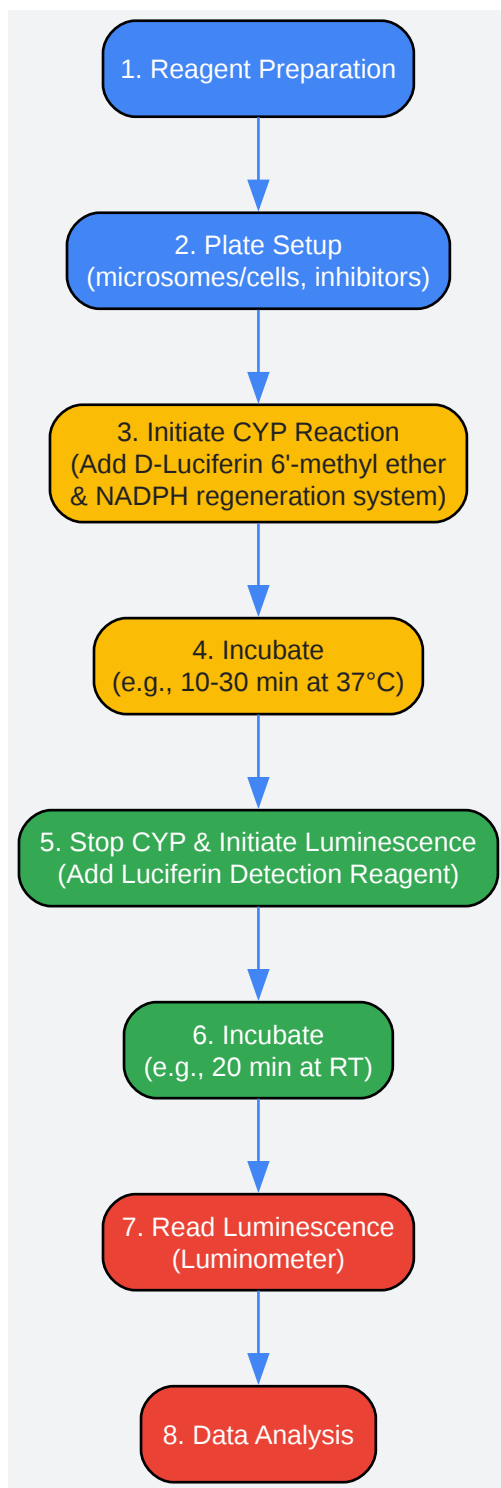 1. Reagent Preparation
2. Plate Setup
(microsomes/cells, inhibitors)
3. Initiate CYP Reaction
(Add D-Luciferin 6'-methyl ether
& NADPH regeneration system)
4. Incubate
(e.g., 10-30 min at 37°C)
5. Stop CYP & Initiate Luminescence
(Add Luciferin Detection Reagent)
6. Incubate
(e.g., 20 min at RT)
7. Read Luminescence
(Luminometer)
8. Data Analysis